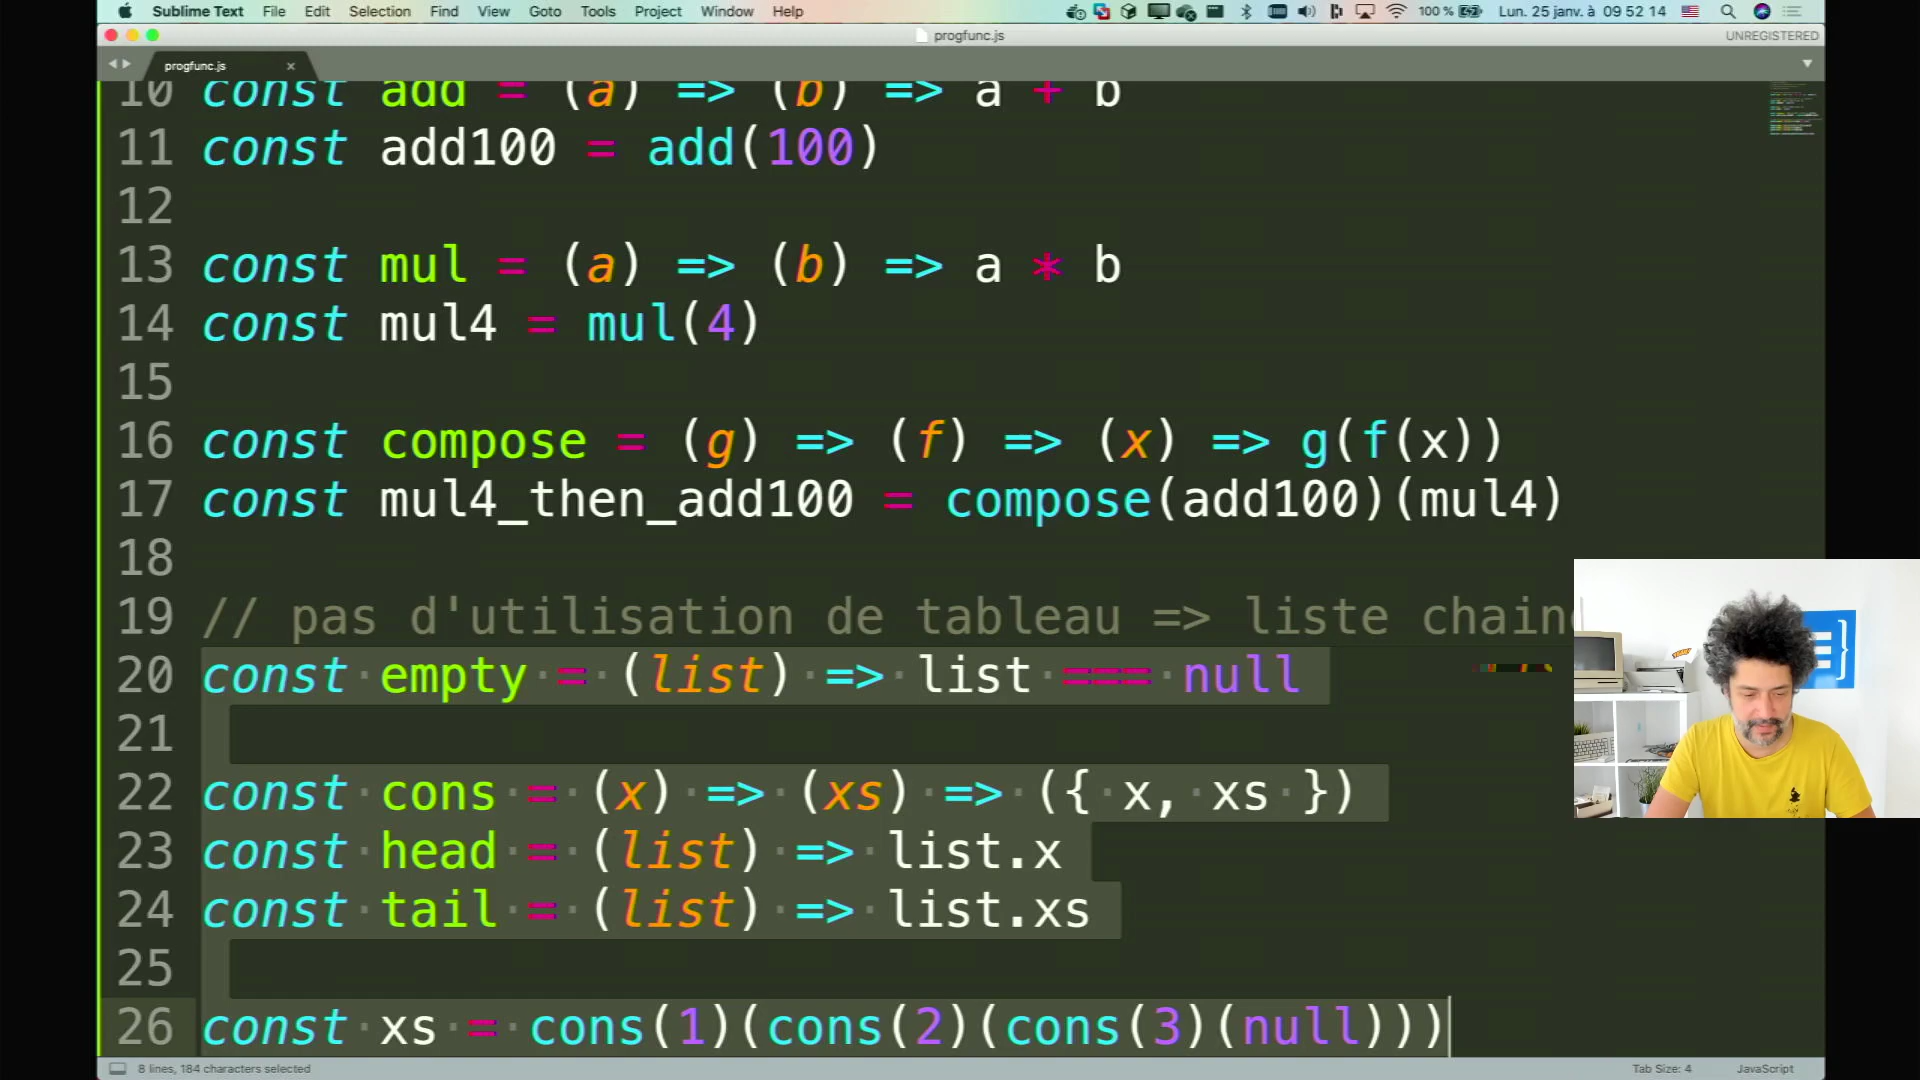 Sublime Text File Edit Selection Find View Goto Tools Project Window Help 100 % Lun. 25 janv. à 09 52 14
progfunc.js UNREGISTERED
progfunc.js ×
10 const add = (a) => (b) => a + b
11 const add100 = add(100)
12
13 const mul = (a) => (b) => a * b
14 const mul4 = mul(4)
15
16 const compose = (g) => (f) => (x) => g(f(x))
17 const mul4_then_add100 = compose(add100)(mul4)
18
19 // pas d'utilisation de tableau => liste chain
20 const empty = (list) => list === null
21
22 const cons = (x) => (xs) => ({ x, xs })
23 const head = (list) => list.x
24 const tail = (list) => list.xs
25
26 const xs = cons(1)(cons(2)(cons(3)(null)))
8 lines, 184 characters selected Tab Size: 4 JavaScript